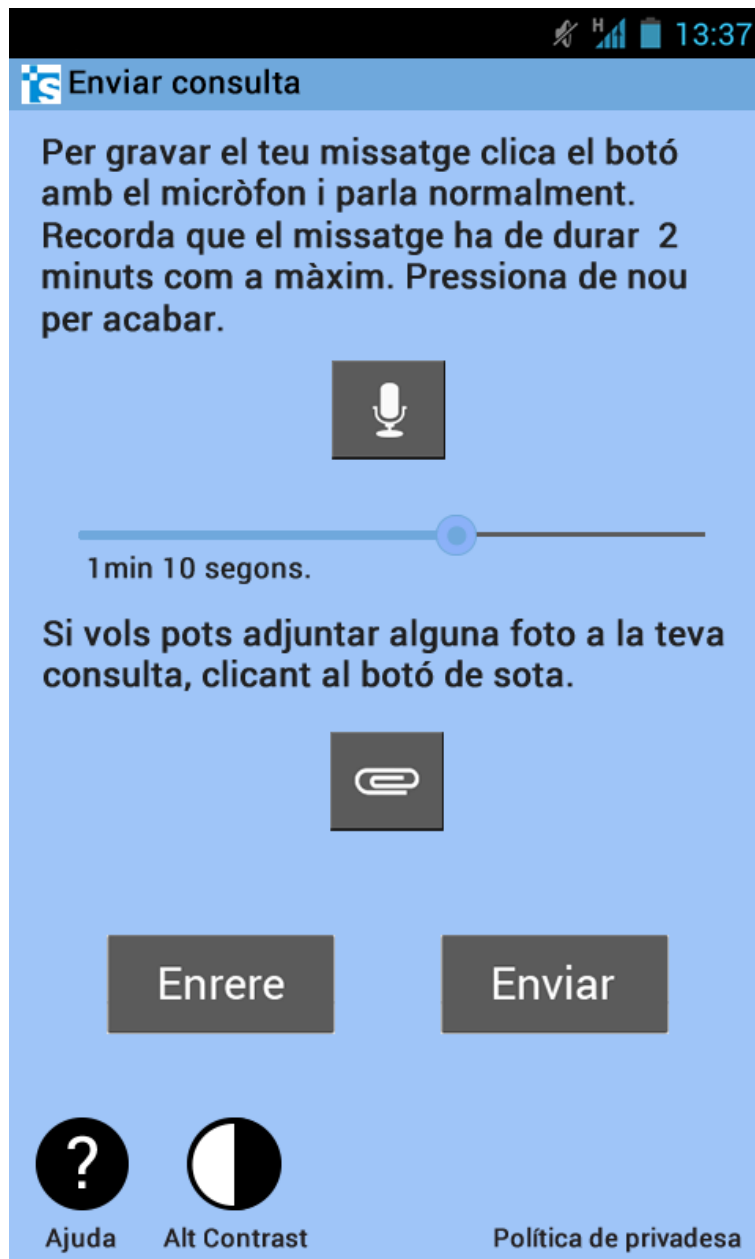 H 13:37
is Enviar consulta
Per gravar el teu missatge clica el botó
amb el micròfon i parla normalment.
Recorda que el missatge ha de durar  2
minuts com a màxim. Pressiona de nou
per acabar.
1min 10 segons.
Si vols pots adjuntar alguna foto a la teva
consulta, clicant al botó de sota.
Enrere Enviar
?
Ajuda Alt Contrast Política de privadesa